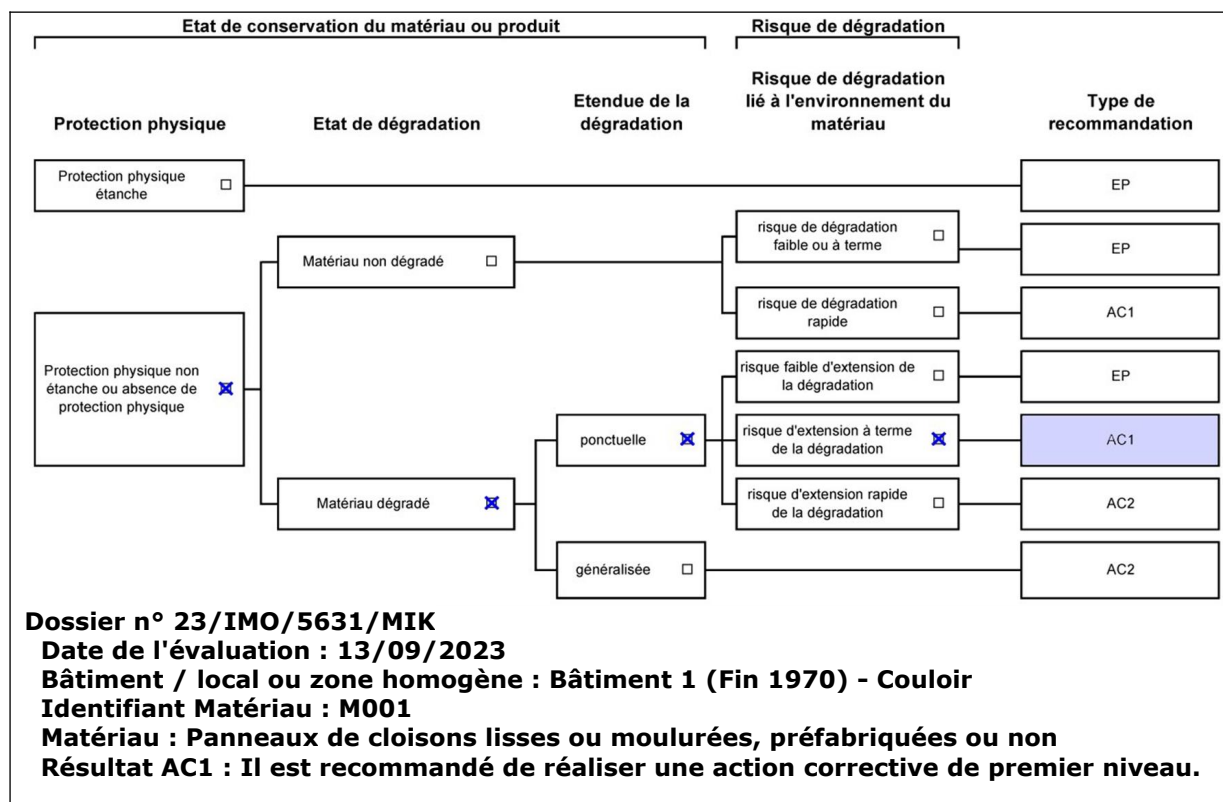 Etat de conservation du matériau ou produit
Risque de dégradation
Protection physique
Etat de dégradation
Etendue de la
dégradation
Risque de dégradation
lié à l'environnement du
matériau
Type de
recommandation
Protection physique
étanche
EP
risque de dégradation
faible ou à terme
EP
Matériau non dégradé
risque de dégradation
rapide
AC1
Protection physique non
étanche ou absence de
protection physique
risque faible d'extension de
la dégradation
EP
ponctuelle
risque d'extension à terme
de la dégradation
AC1
Matériau dégradé
risque d'extension rapide
de la dégradation
AC2
généralisée
AC2
Dossier n° 23/IMO/5631/MIK
Date de l'évaluation : 13/09/2023
Bâtiment / local ou zone homogène : Bâtiment 1 (Fin 1970) - Couloir
Identifiant Matériau : M001
Matériau : Panneaux de cloisons lisses ou moulurées, préfabriquées ou non
Résultat AC1 : Il est recommandé de réaliser une action corrective de premier niveau.